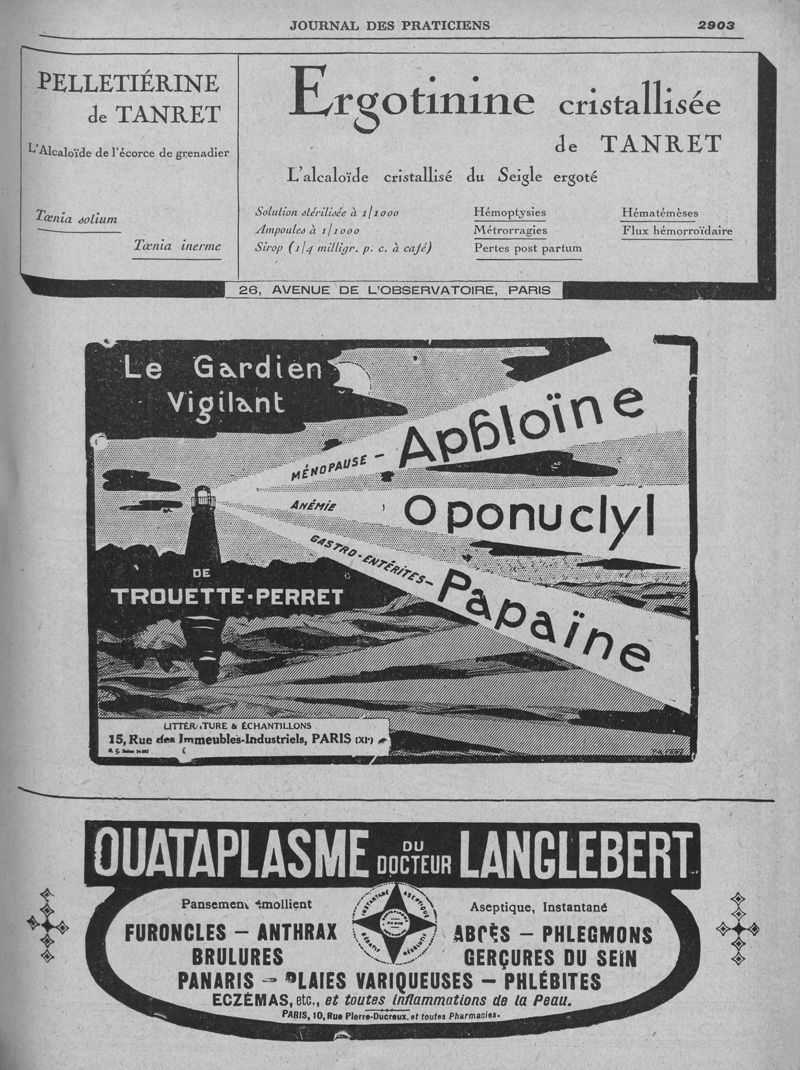 JOURNAL DES PRATICIENS
2903
PELLETIÉRINE
de TANRET
L'Alcaloïde de l'écorce de grenadier
Tœnia solium
Tœnia inerme
Ergotinine cristallisée
de TANRET
L'alcaloïde cristallisé du Seigle ergoté
Solution stérilisée à 1/1000
Ampoules à 1/1000
Sirop (1/4 milligr. p. c. à café)
Hémoptysies
Métrorragies
Pertes post partum
Hématémèses
Flux hémorroïdaire
26, AVENUE DE L'OBSERVATOIRE, PARIS
Le Gardien
Vigilant
MÉNOPAUSE – Aphloïne
ANÉMIE Oponuclyl
GASTRO-ENTÉRITES – Papaïne
DE
TROUETTE-PERRET
LITTÉRATURE & ÉCHANTILLONS
15, Rue des Immeubles-Industriels, PARIS (XIe)
OUATAPLASME DU DOCTEUR LANGLEBERT
Pansement émollient
Aseptique, Instantané
INSTANTANÉ ASEPTIQUE
FURONCLES – ANTHRAX
BRULURES
ABCÈS – PHLEGMONS
GERÇURES DU SEIN
PANARIS – PLAIES VARIQUEUSES – PHLÉBITES
ECZÉMAS, etc., et toutes inflammations de la Peau.
PARIS, 10, Rue Pierre-Ducreux, et toutes Pharmacies.